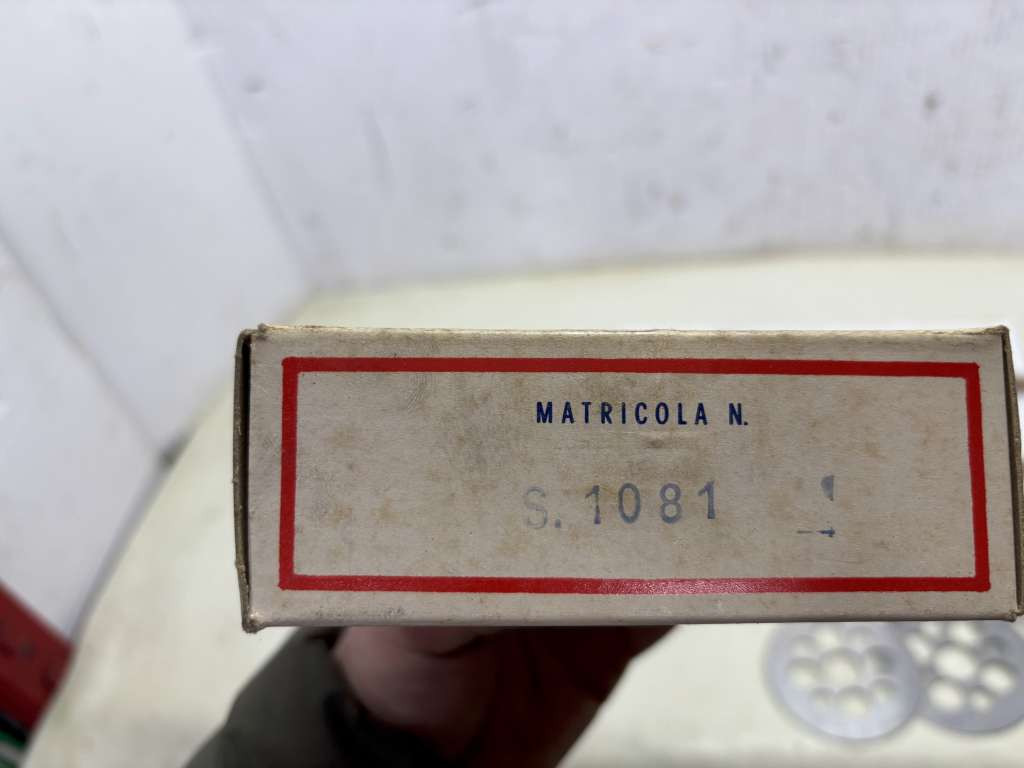 MATRICOLA N.
S. 1081